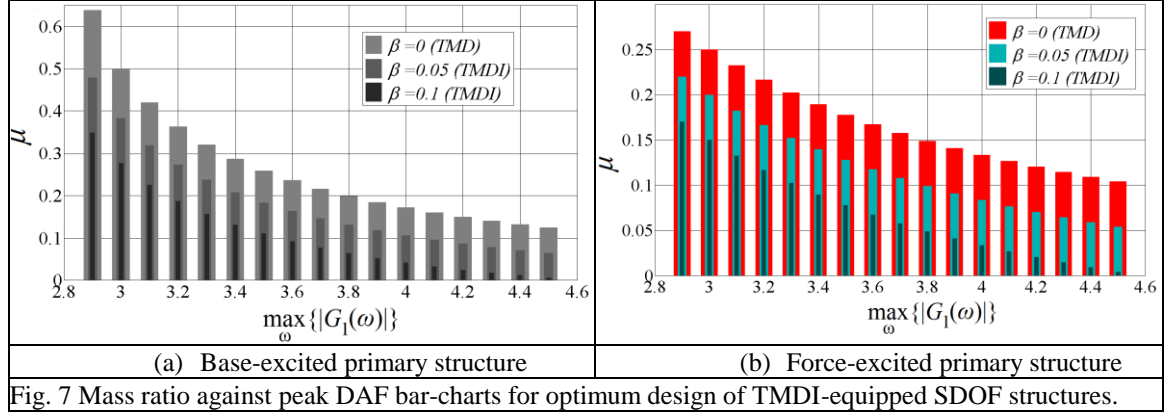 0.6
0.5
0.4
0.3
0.2
0.1
0
μ
β =0 (TMD)
β =0.05 (TMDI)
β =0.1 (TMDI)
2.8 3 3.2 3.4 3.6 3.8 4 4.2 4.4 4.6
max{|G₁(ω)|}
ω
(a) Base-excited primary structure
0.25
0.2
0.15
0.1
0.05
0
μ
β =0 (TMD)
β =0.05 (TMDI)
β =0.1 (TMDI)
2.8 3 3.2 3.4 3.6 3.8 4 4.2 4.4 4.6
max{|G₁(ω)|}
ω
(b) Force-excited primary structure
Fig. 7 Mass ratio against peak DAF bar-charts for optimum design of TMDI-equipped SDOF structures.